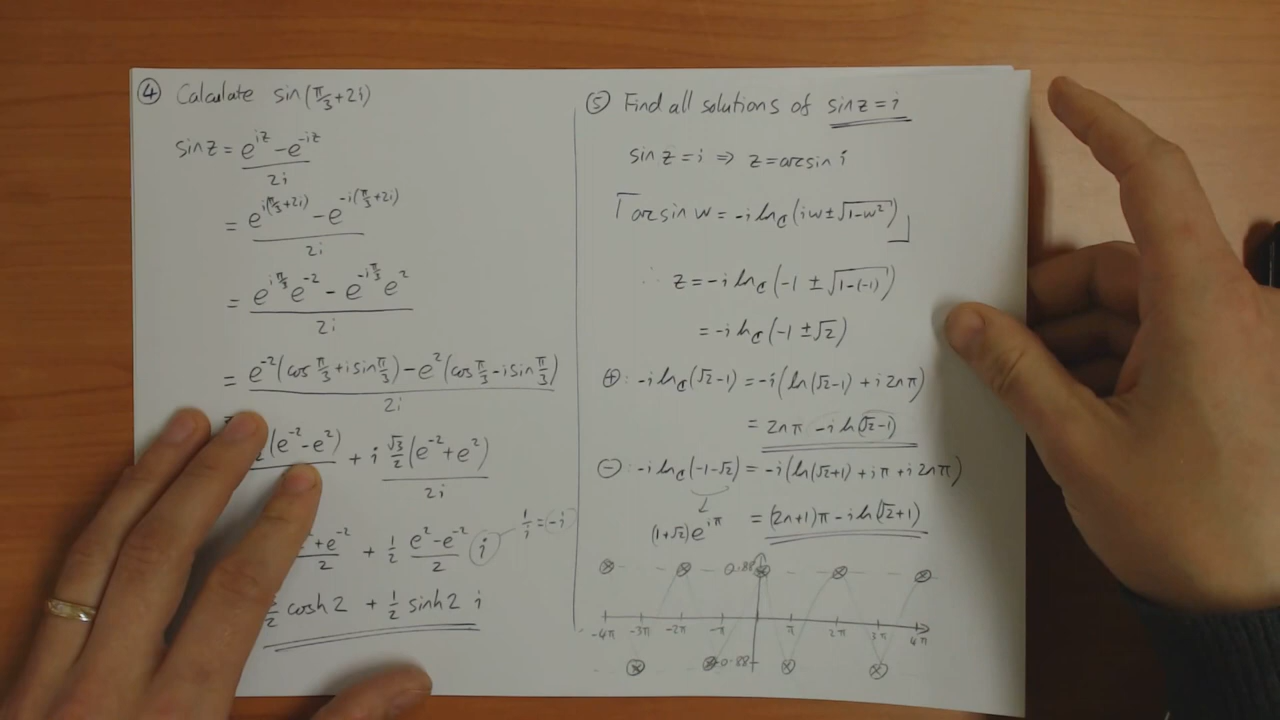 ④ Calculate sin(π/3+2i)
sin z = (e^{iz} - e^{-iz})/2i
= (e^{i(π/3+2i)} - e^{-i(π/3+2i)})/2i
= (e^{iπ/3} e^{-2} - e^{-iπ/3} e^{2})/2i
= (e^{-2}(cos π/3 + i sin π/3) - e^{2}(cos π/3 - i sin π/3))/2i
(e^{-2} - e^{2}) + i √3/2 (e^{-2} + e^{2})/2i
+e^{-2}/2 + 1/2 (e^{2} - e^{-2})/2 i
1/i = -i
cosh 2 + 1/2 sinh 2 i
⑤ Find all solutions of sin z = i
sin z = i ⇒ z = arcsin i
arcsin w = -i ln_ℂ(iw ± √(1-w²))
∴ z = -i ln_ℂ(-1 ± √(1-(-1)))
= -i ln_ℂ(-1 ± √2)
⊕: -i ln_ℂ(√2-1) = -i(ln(√2-1) + i2nπ)
= 2nπ - i ln(√2-1)
⊖: -i ln_ℂ(-1-√2) = -i(ln(√2+1) + iπ + i2nπ)
(1+√2)e^{iπ} = (2n+1)π - i ln(√2+1)
0.88
-4π -3π -2π -π π 2π 3π 4π
-0.88